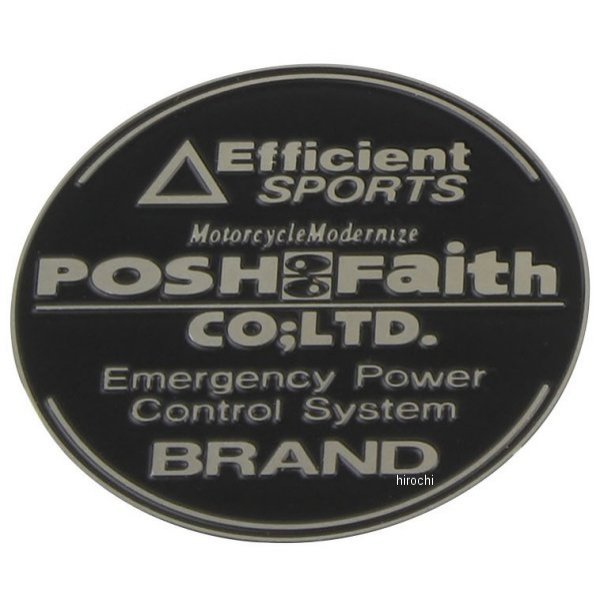 Efficient
SPORTS
MotorcycleModernize
POSH Faith
CO;LTD.
Emergency Power
Control System
BRAND
hirochi